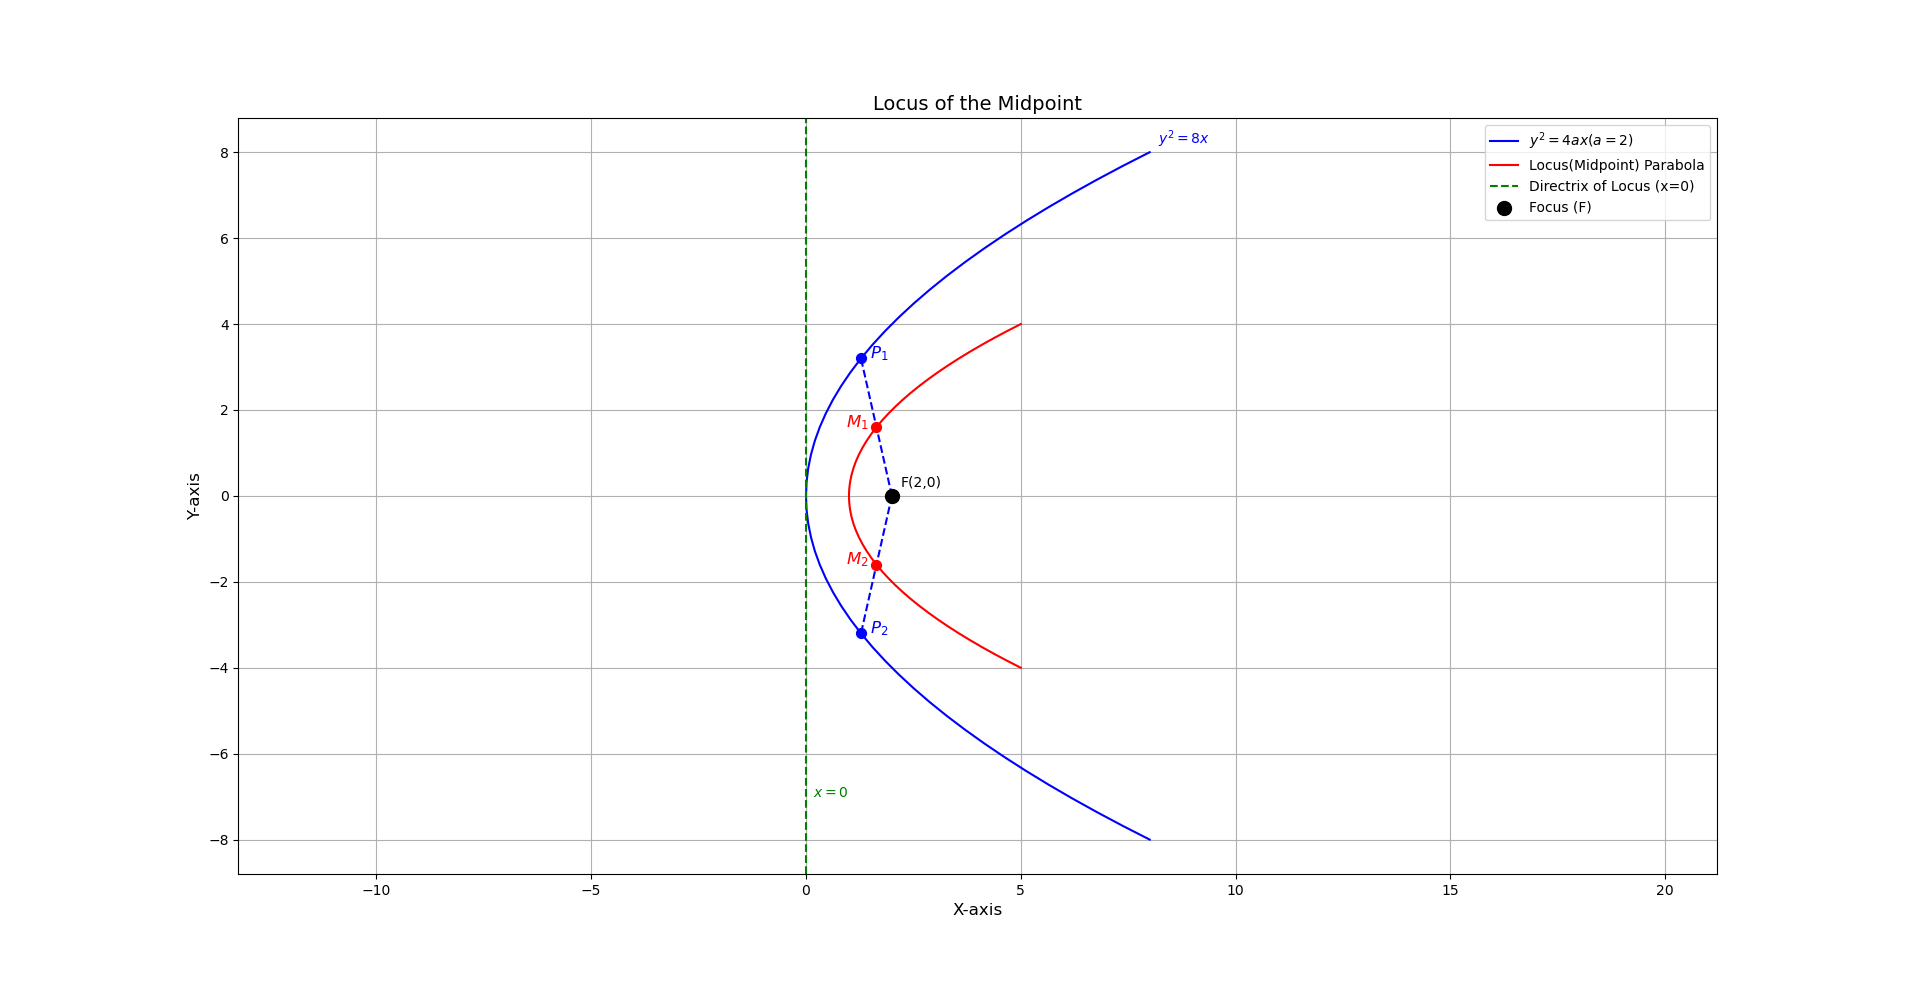 Locus of the Midpoint
y² = 8x
y² = 4ax(a = 2)
Locus(Midpoint) Parabola
Directrix of Locus (x=0)
Focus (F)
8
6
4
2
0
−2
−4
−6
−8
Y-axis
P₁
M₁
F(2,0)
M₂
P₂
x = 0
−10
−5
0
5
10
15
20
X-axis